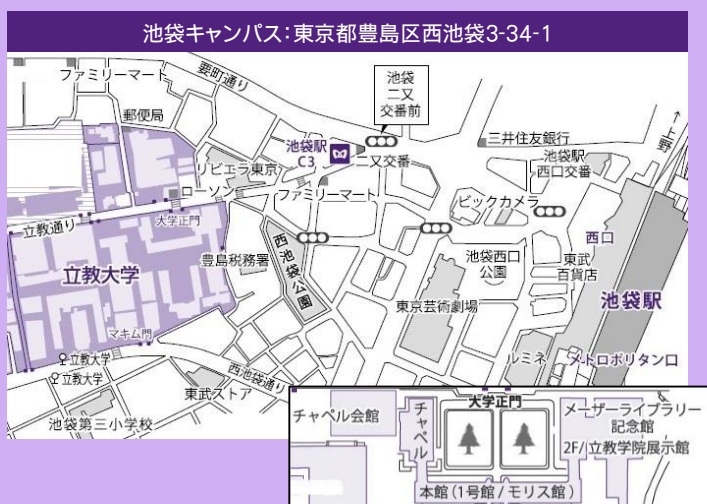 池袋キャンパス:東京都豊島区西池袋3-34-1
ファミリーマート
要町通り
池袋
二又
交番前
郵便局
池袋駅
C3
二又交番
三井住友銀行
↑上野
リビエラ東京
池袋駅
西口交番
ローソン
ファミリーマート
ビックカメラ
立教通り
大学正門
西口
豊島税務署
西池袋公園
池袋西口
公園
東武
百貨店
立教大学
東京芸術劇場
池袋駅
マキム門
立教大学
立教大学
西池袋通り
ルミネ
メトロポリタン口
東武ストア
池袋第三小学校
大学正門
チャペル会館
チャペル
メーザーライブラリー
記念館
2F/立教学院展示館
本館(1号館/モリス館)